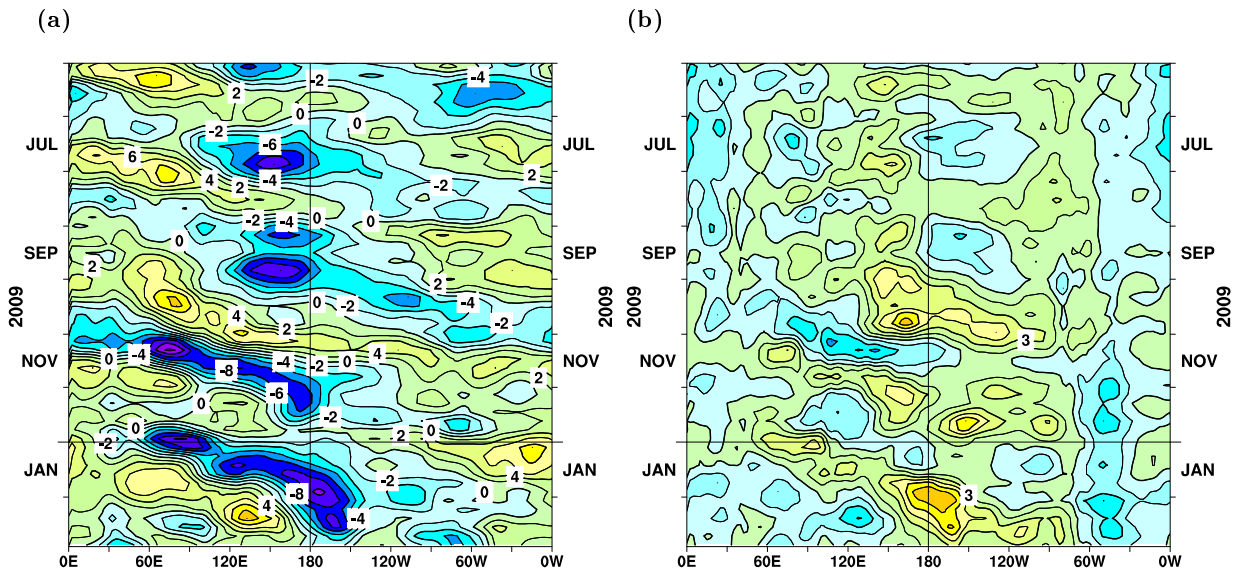 (a) (b)
-4
-2
2
0
-2 0
JUL -6 JUL JUL JUL
6
4 -4
2 2 -2 2
-2 -4 0 0
0
SEP SEP SEP SEP
2
2
0 -2 -4
2009 2009 2009 2009
4 2 -2
3
0 -4 -4 -2 0 4
NOV -8 NOV NOV NOV
-6 2
0 -2
0 2 0
-2
JAN JAN JAN JAN
-2 4
-8 0 3
4 -4
0E 60E 120E 180 120W 60W 0W 0E 60E 120E 180 120W 60W 0W